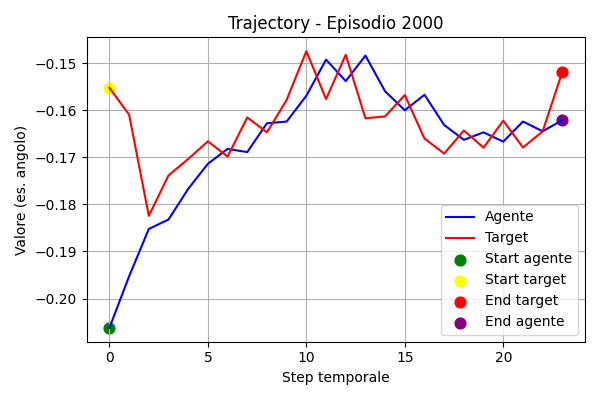 Trajectory - Episodio 2000
Valore (es. angolo)
−0.15
−0.16
−0.17
−0.18
−0.19
−0.20
0
5
10
15
20
Step temporale
Agente
Target
Start agente
Start target
End target
End agente